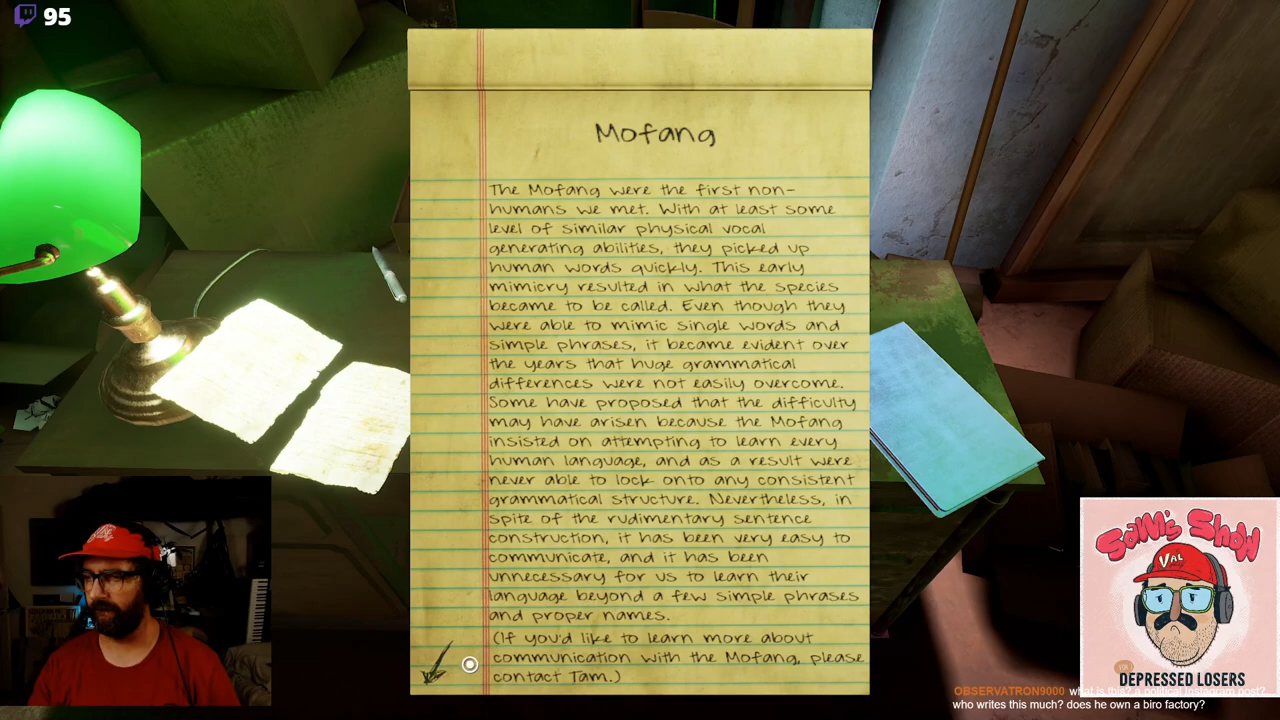 95
Mofang
The Mofang were the first non-
humans we met. With at least some
level of similar physical vocal
generating abilities, they picked up
human words quickly. This early
mimicry resulted in what the species
became to be called. Even though they
were able to mimic single words and
simple phrases, it became evident over
the years that huge grammatical
differences were not easily overcome.
Some have proposed that the difficulty
may have arisen because the Mofang
insisted on attempting to learn every
human language, and as a result were
never able to lock onto any consistent
grammatical structure. Nevertheless, in
spite of the rudimentary sentence
construction, it has been very easy to
communicate, and it has been
unnecessary for us to learn their
language beyond a few simple phrases
and proper names.
(If you'd like to learn more about
communication with the Mofang, please
contact Tam.)
SaM's SHOW
VAL
FOR
DEPRESSED LOSERS
OBSERVATRON9000 what is this? a political Instagram post?
who writes this much? does he own a biro factory?